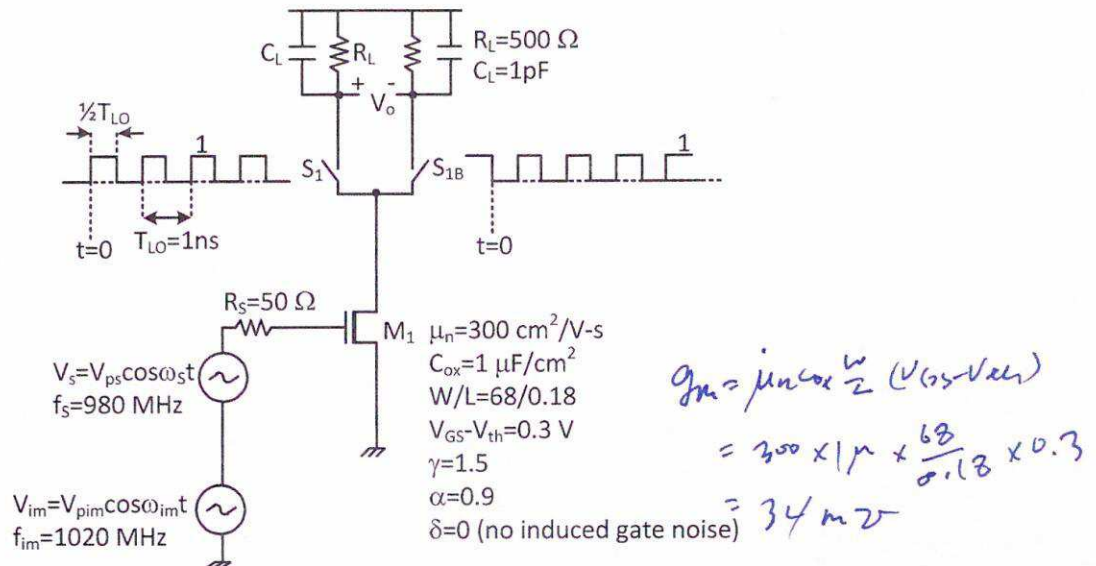 C_L R_L
R_L=500 Ω
C_L=1pF
+ V_o -
½T_LO
1
S_1
S_1B
1
t=0
T_LO=1ns
t=0
R_S=50 Ω
M_1
μ_n=300 cm²/V-s
C_ox=1 μF/cm²
W/L=68/0.18
V_GS-V_th=0.3 V
γ=1.5
α=0.9
δ=0 (no induced gate noise)
V_s=V_ps cosω_s t
f_s=980 MHz
V_im=V_pim cosω_im t
f_im=1020 MHz
g_m = μ_n C_ox W/L (V_GS-V_th)
= 300 × 1μ × 68/0.18 × 0.3
= 34 m℧